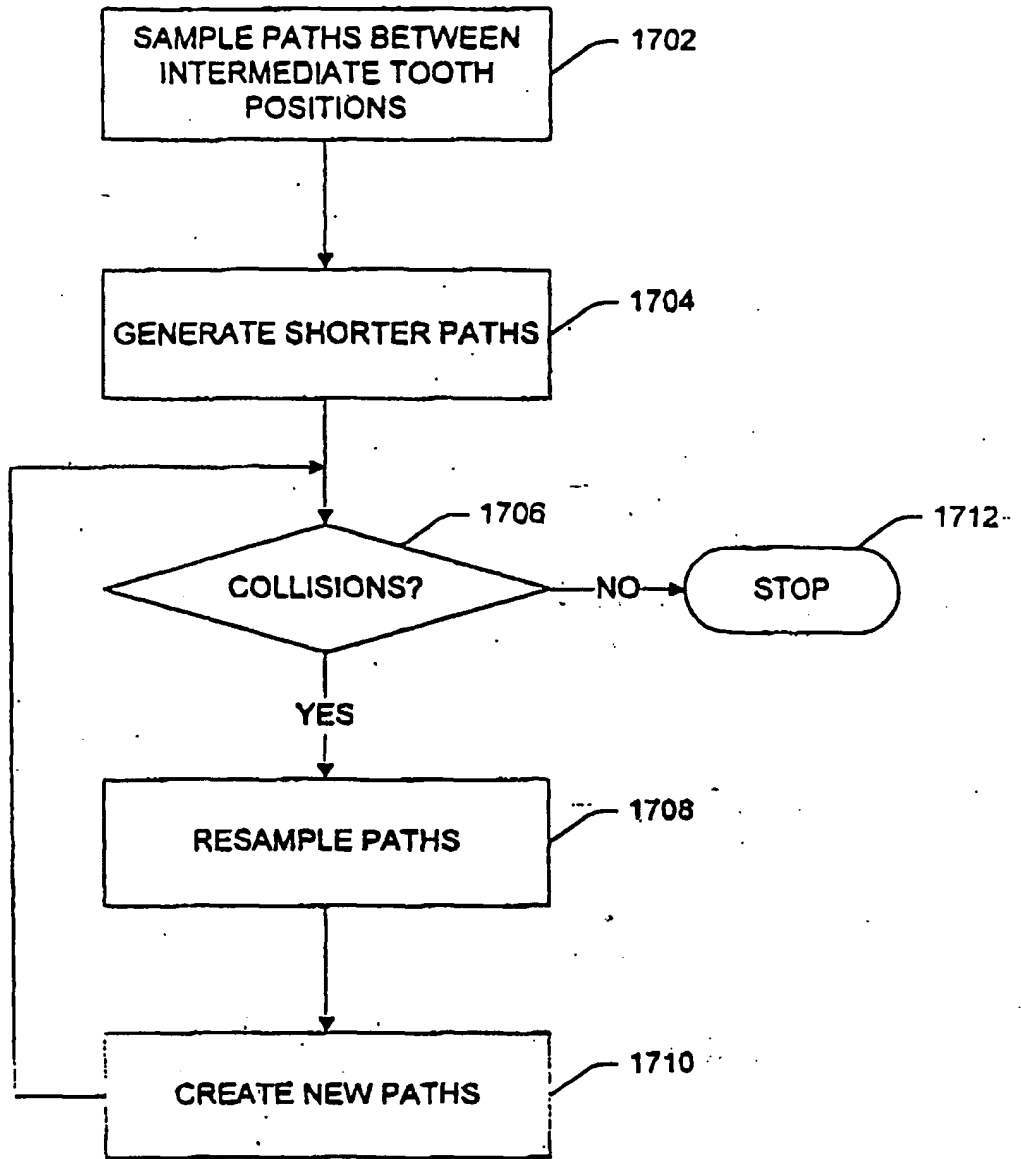 SAMPLE PATHS BETWEEN
INTERMEDIATE TOOTH
POSITIONS
1702
GENERATE SHORTER PATHS
1704
COLLISIONS?
1706
NO
STOP
1712
YES
RESAMPLE PATHS
1708
CREATE NEW PATHS
1710